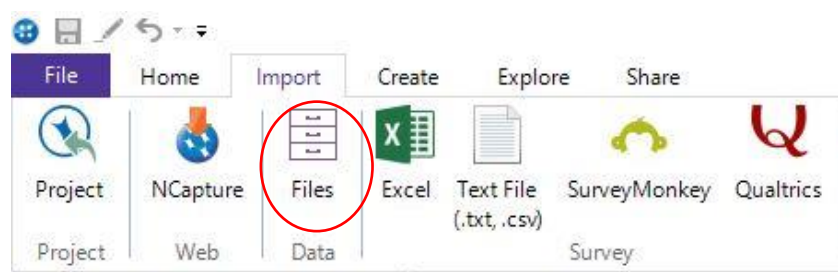 File Home Import Create Explore Share
Project NCapture Files Excel Text File SurveyMonkey Qualtrics
(.txt, .csv)
Project Web Data Survey